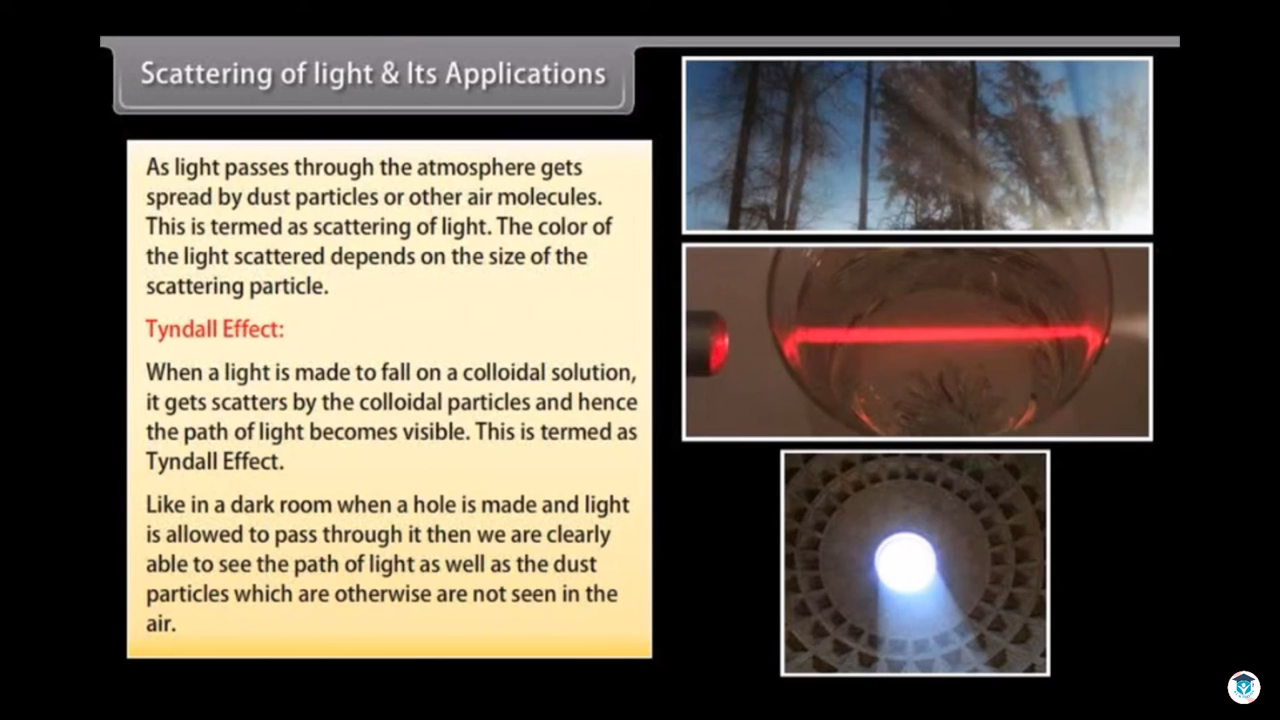 Scattering of light & Its Applications
As light passes through the atmosphere gets
spread by dust particles or other air molecules.
This is termed as scattering of light. The color of
the light scattered depends on the size of the
scattering particle.
Tyndall Effect:
When a light is made to fall on a colloidal solution,
it gets scatters by the colloidal particles and hence
the path of light becomes visible. This is termed as
Tyndall Effect.
Like in a dark room when a hole is made and light
is allowed to pass through it then we are clearly
able to see the path of light as well as the dust
particles which are otherwise are not seen in the
air.